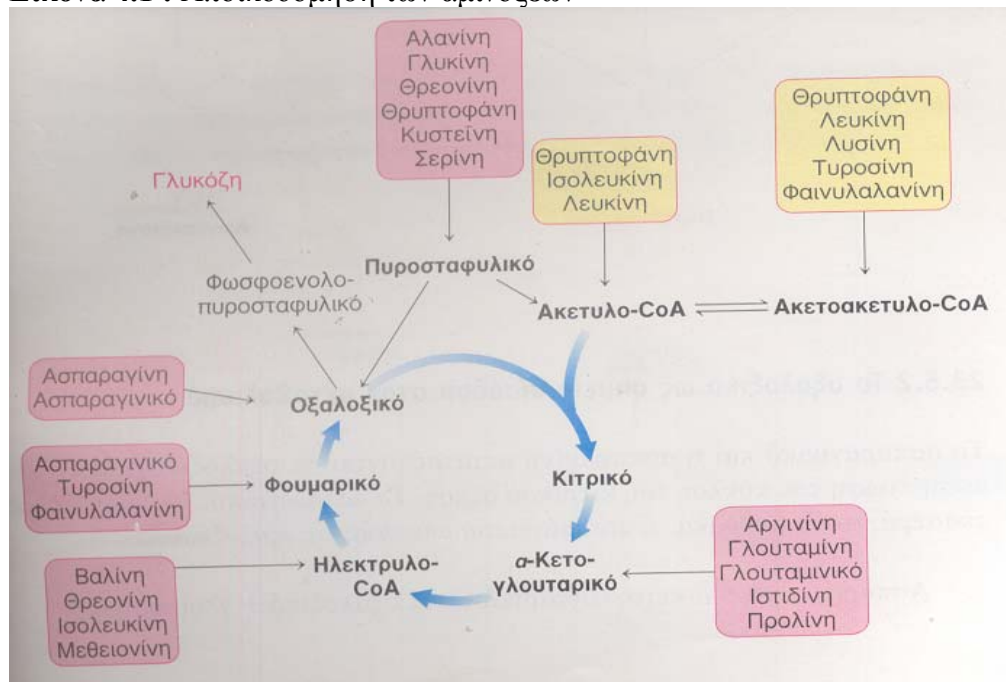 Αλανίνη
Γλυκίνη
Θρεονίνη
Θρυπτοφάνη
Κυστεΐνη
Σερίνη
Θρυπτοφάνη
Λευκίνη
Λυσίνη
Τυροσίνη
Φαινυλαλανίνη
Θρυπτοφάνη
Ισολευκίνη
Λευκίνη
Γλυκόζη
Πυροσταφυλικό
Φωσφοενολο-
πυροσταφυλικό
Ακετυλο-CoA
Ακετοακετυλο-CoA
Ασπαραγίνη
Ασπαραγινικό
Οξαλοξικό
Ασπαραγινικό
Τυροσίνη
Φαινυλαλανίνη
Φουμαρικό
Κιτρικό
Βαλίνη
Θρεονίνη
Ισολευκίνη
Μεθειονίνη
Ηλεκτρυλο-
CoA
α-Κετο-
γλουταρικό
Αργινίνη
Γλουταμίνη
Γλουταμινικό
Ιστιδίνη
Προλίνη